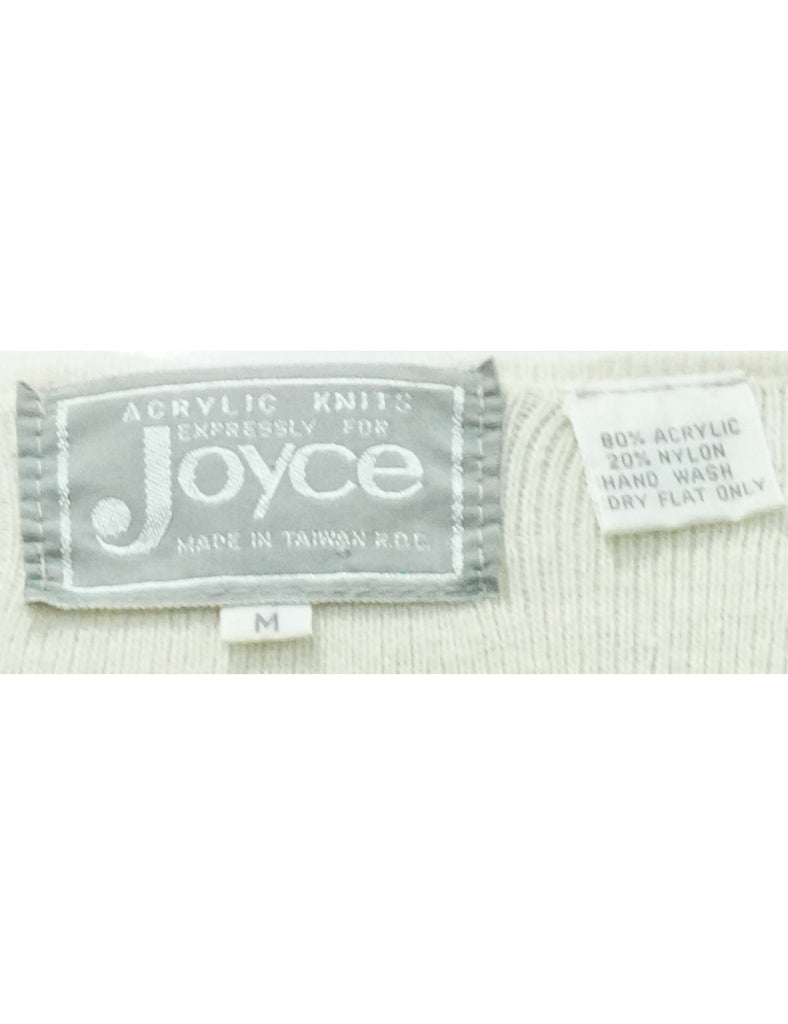 ACRYLIC KNITS
EXPRESSLY FOR
Joyce
MADE IN TAIWAN R.O.C.
M
80% ACRYLIC
20% NYLON
HAND WASH
DRY FLAT ONLY